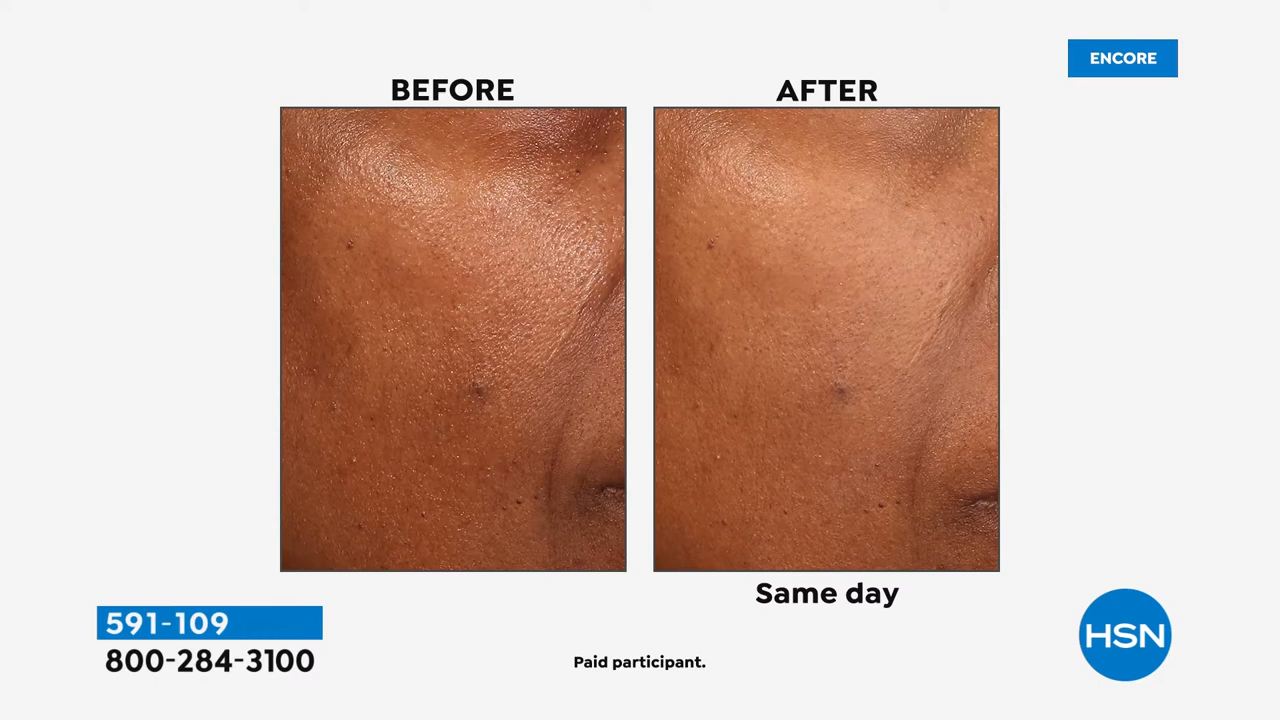 ENCORE
BEFORE
AFTER
Same day
591-109
800-284-3100
Paid participant.
HSN